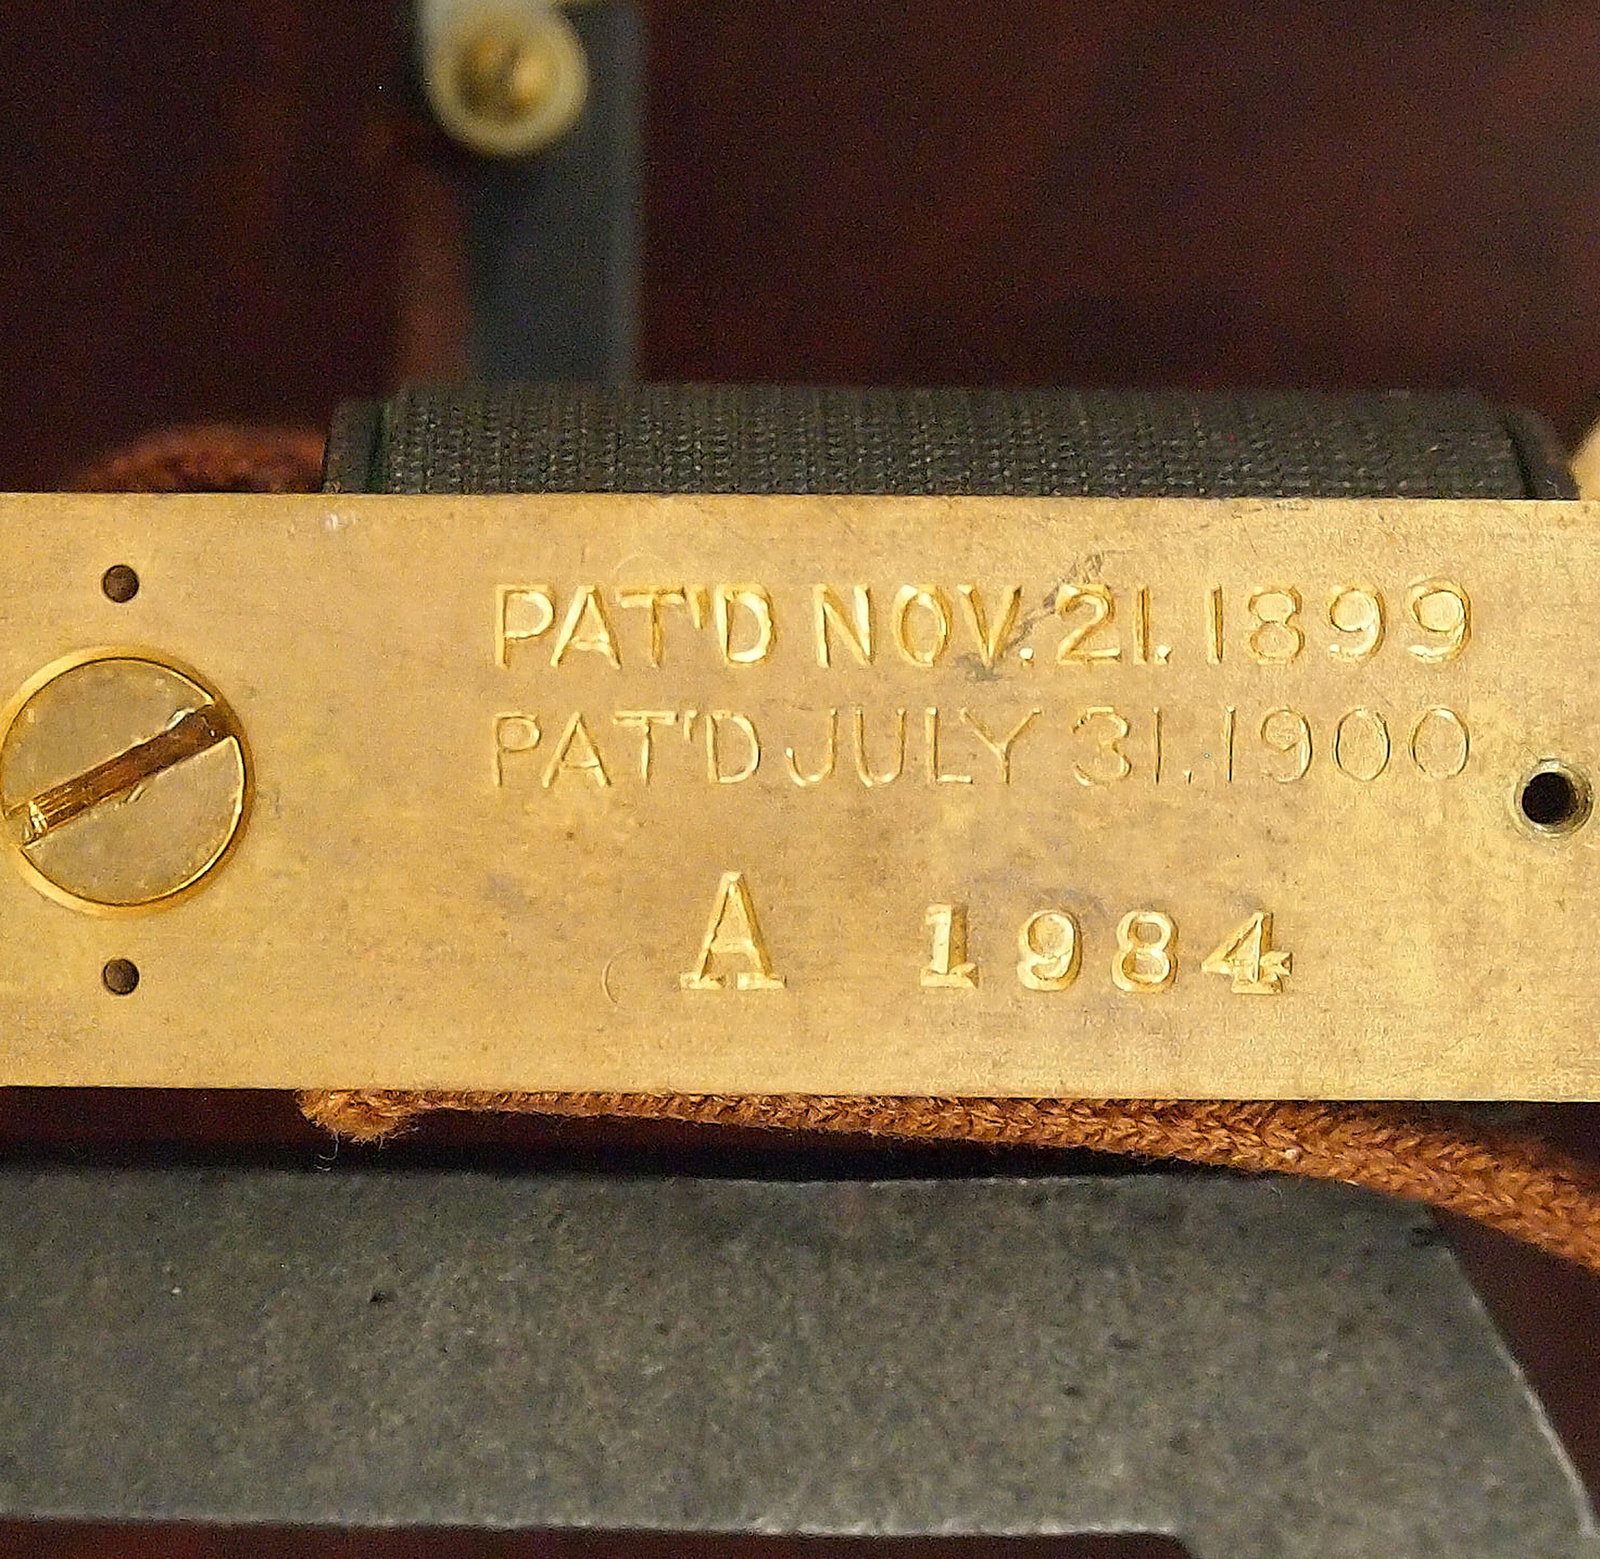 PAT'D NOV. 21. 1899
PAT'D JULY 31. 1900
A 1984